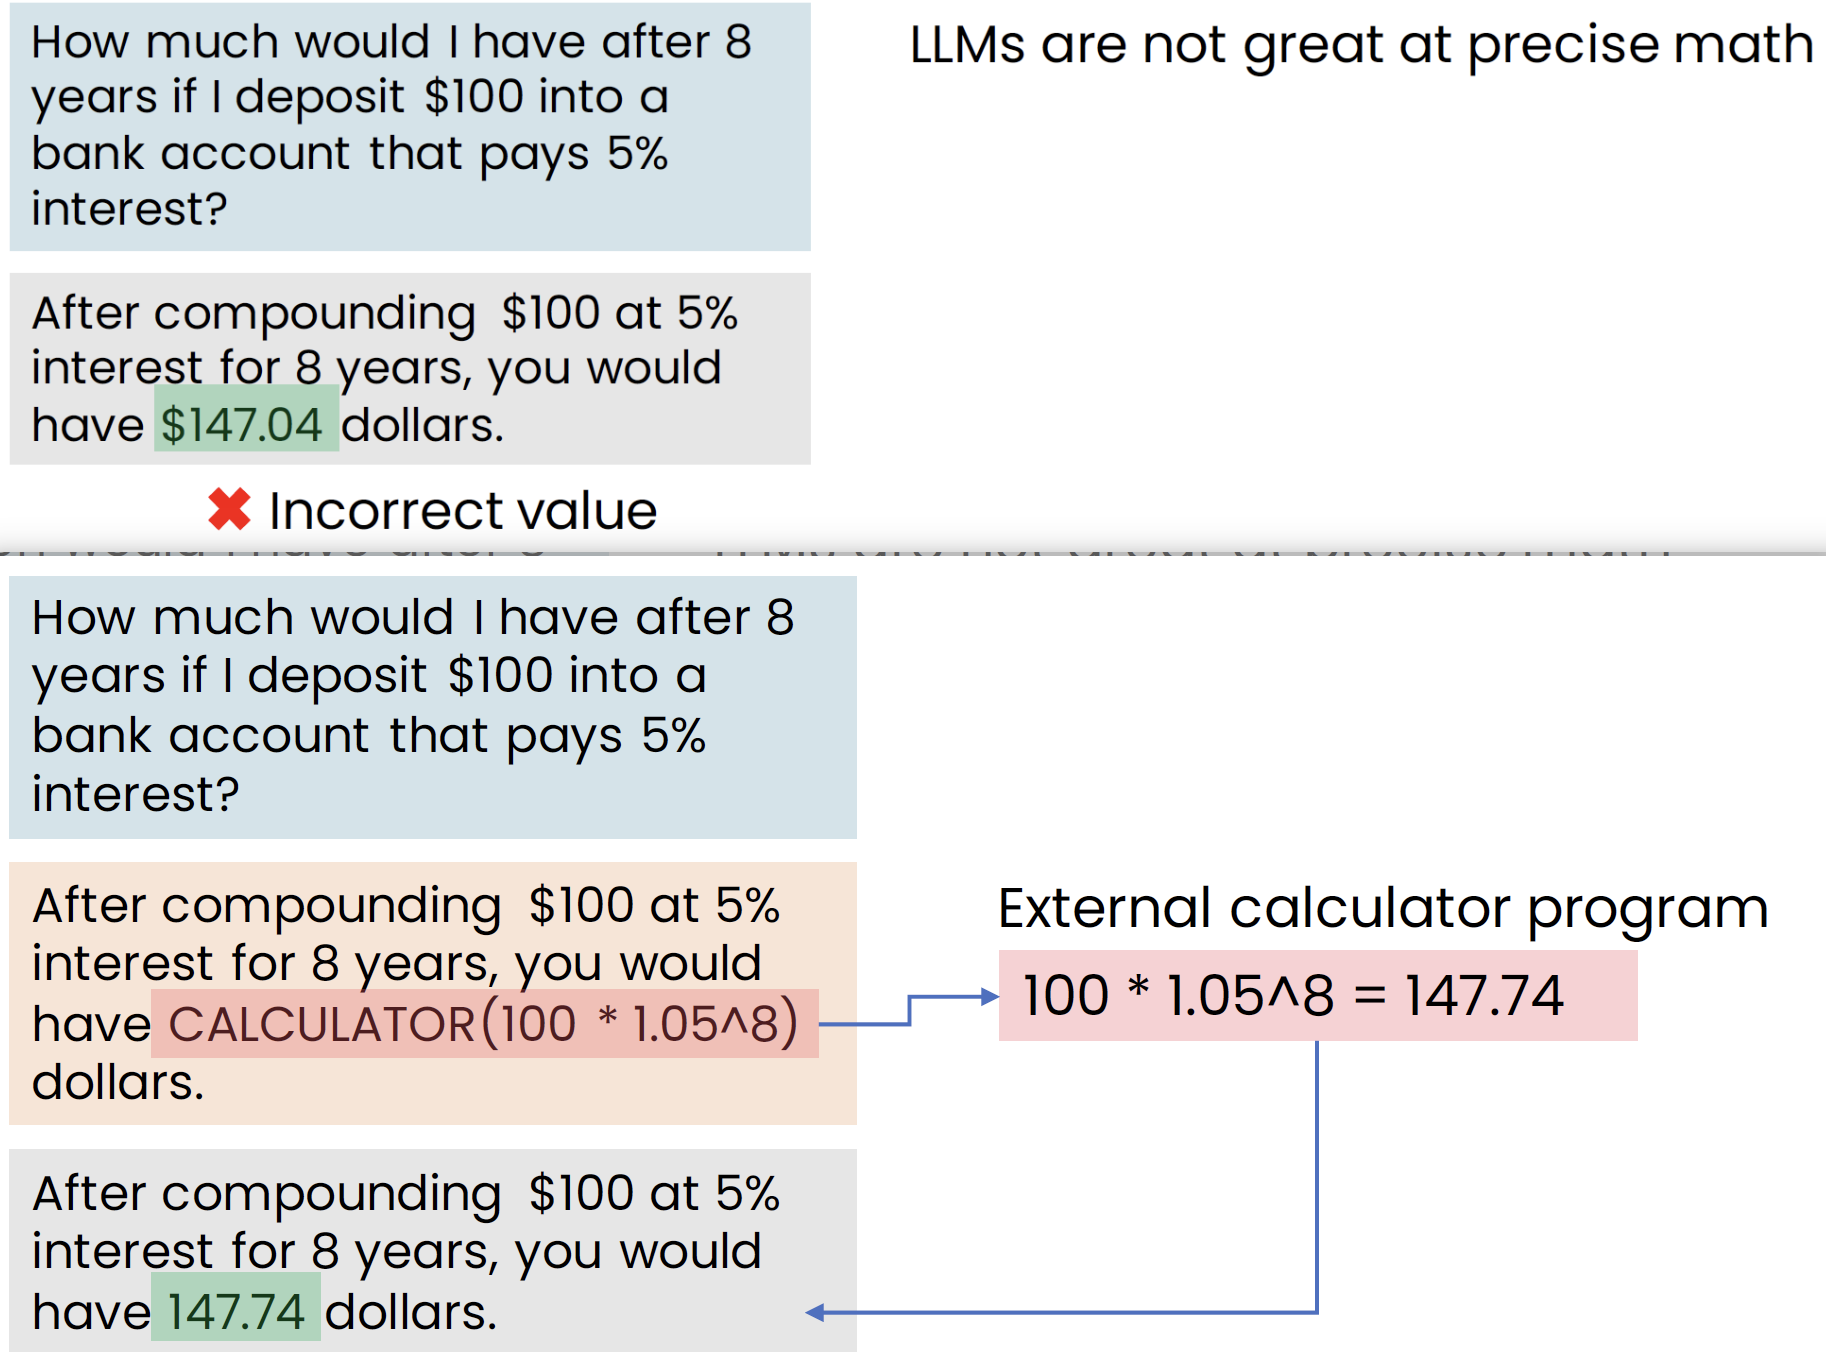 How much would I have after 8
years if I deposit $100 into a
bank account that pays 5%
interest?
LLMs are not great at precise math
After compounding $100 at 5%
interest for 8 years, you would
have $147.04 dollars.
✖ Incorrect value
How much would I have after 8
years if I deposit $100 into a
bank account that pays 5%
interest?
After compounding $100 at 5%
interest for 8 years, you would
have CALCULATOR(100 * 1.05^8)
dollars.
External calculator program
100 * 1.05^8 = 147.74
After compounding $100 at 5%
interest for 8 years, you would
have 147.74 dollars.